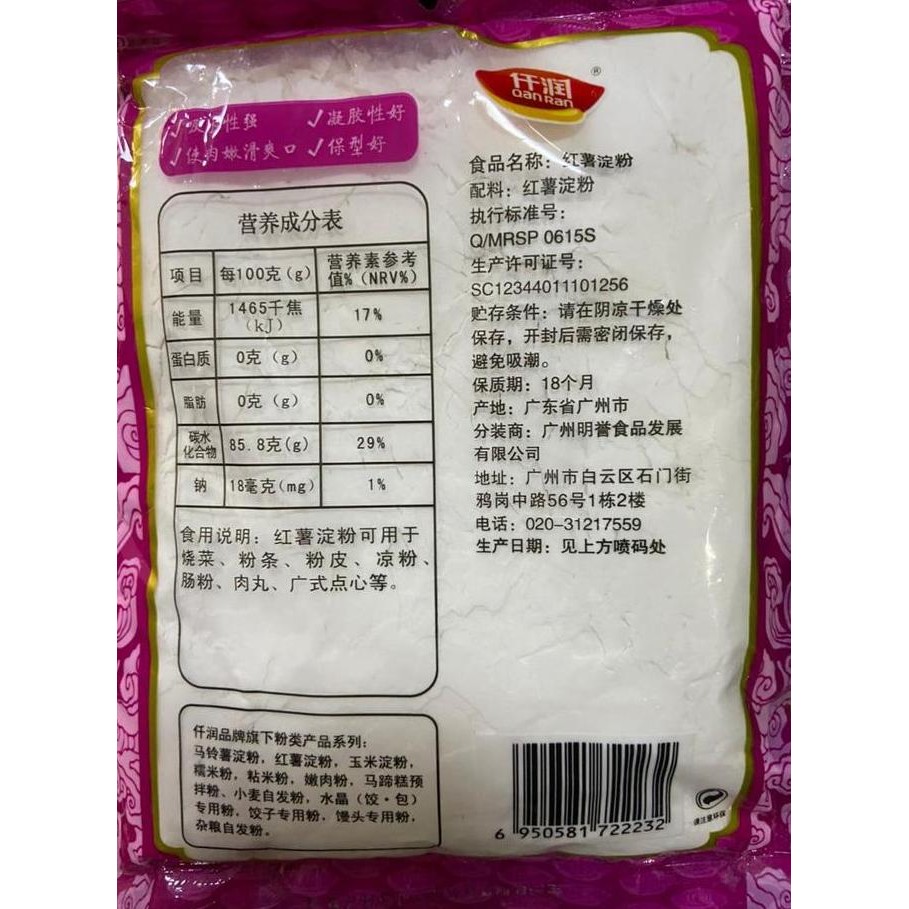 仟润®
QanRan
性强 √凝胶性好
√使肉嫩滑爽口 √保型好
营养成分表
项目 每100克(g) 营养素参考值%(NRV%)
能量 1465千焦(kJ) 17%
蛋白质 0克(g) 0%
脂肪 0克(g) 0%
碳水化合物 85.8克(g) 29%
钠 18毫克(mg) 1%
食用说明：红薯淀粉可用于
烧菜、粉条、粉皮、凉粉、
肠粉、肉丸、广式点心等。
仟润品牌旗下粉类产品系列：
马铃薯淀粉，红薯淀粉，玉米淀粉，
糯米粉，粘米粉，嫩肉粉，马蹄糕预
拌粉、小麦自发粉，水晶（饺·包）
专用粉，饺子专用粉，馒头专用粉，
杂粮自发粉。
食品名称：红薯淀粉
配料：红薯淀粉
执行标准号：
Q/MRSP 0615S
生产许可证号：
SC12344011101256
贮存条件：请在阴凉干燥处
保存，开封后需密闭保存，
避免吸潮。
保质期：18个月
产地：广东省广州市
分装商：广州明誉食品发展
有限公司
地址：广州市白云区石门街
鸦岗中路56号1栋2楼
电话：020-31217559
生产日期：见上方喷码处
6 950581 722232
请注意环保